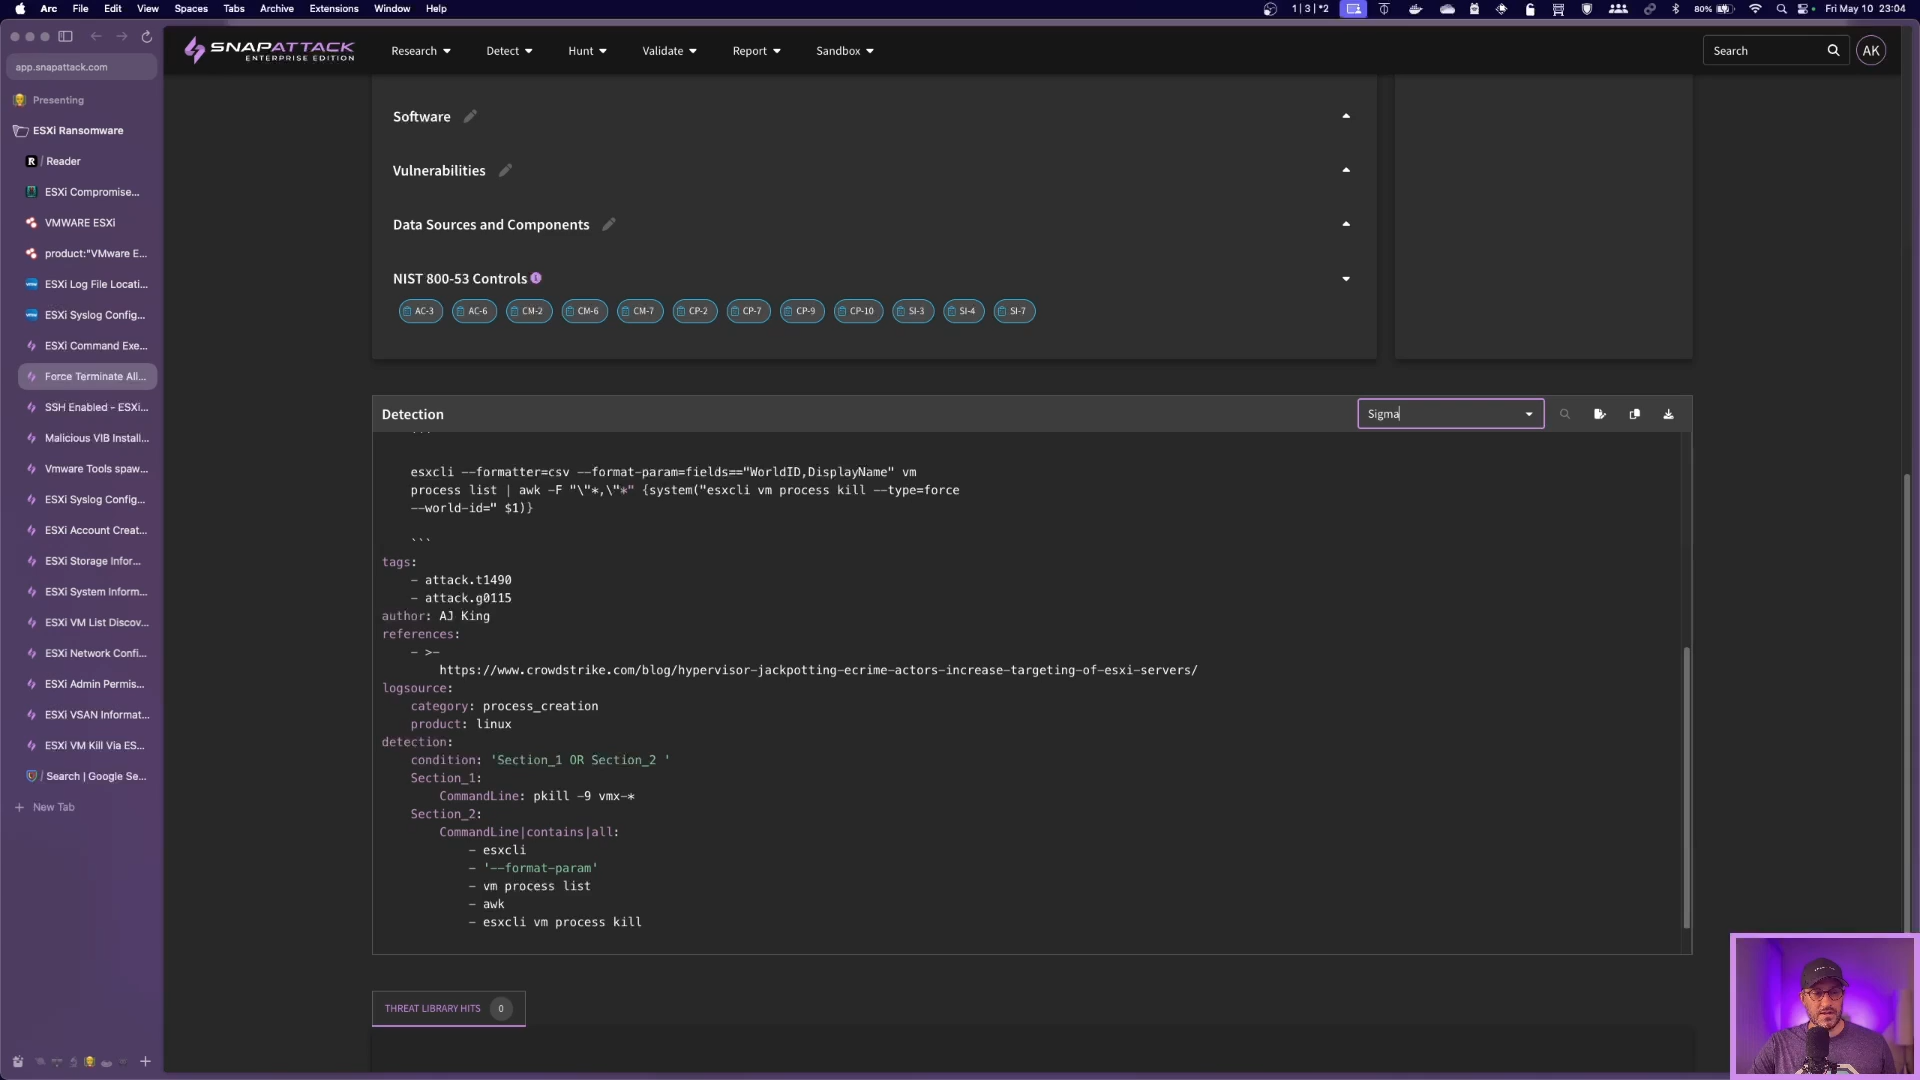 Arc File Edit View Spaces Tabs Archive Extensions Window Help
1 | 3 | *2
80%
Fri May 10 23:04
app.snapattack.com
Presenting
ESXi Ransomware
R / Reader
ESXi Compromise...
VMWARE ESXi
product:"VMware E...
ESXi Log File Locati...
ESXi Syslog Config...
ESXi Command Exe...
Force Terminate All...
SSH Enabled - ESXi...
Malicious VIB Install...
Vmware Tools spaw...
ESXi Syslog Config...
ESXi Account Creat...
ESXi Storage Infor...
ESXi System Inform...
ESXi VM List Discov...
ESXi Network Confi...
ESXi Admin Permis...
ESXi VSAN Informat...
ESXi VM Kill Via ES...
/ Search | Google Se...
+ New Tab
SNAPATTACK
ENTERPRISE EDITION
Research Detect Hunt Validate Report Sandbox
Search
AK
Software
Vulnerabilities
Data Sources and Components
NIST 800-53 Controls
AC-3 AC-6 CM-2 CM-6 CM-7 CP-2 CP-7 CP-9 CP-10 SI-3 SI-4 SI-7
Detection
Sigma
```
esxcli --formatter=csv --format-param=fields=="WorldID,DisplayName" vm
process list | awk -F "\"*,\"*" {system("esxcli vm process kill --type=force
--world-id=" $1)}
```
tags:
- attack.t1490
- attack.g0115
author: AJ King
references:
- >-
https://www.crowdstrike.com/blog/hypervisor-jackpotting-ecrime-actors-increase-targeting-of-esxi-servers/
logsource:
category: process_creation
product: linux
detection:
condition: 'Section_1 OR Section_2 '
Section_1:
CommandLine: pkill -9 vmx-*
Section_2:
CommandLine|contains|all:
- esxcli
- '--format-param'
- vm process list
- awk
- esxcli vm process kill
THREAT LIBRARY HITS 0